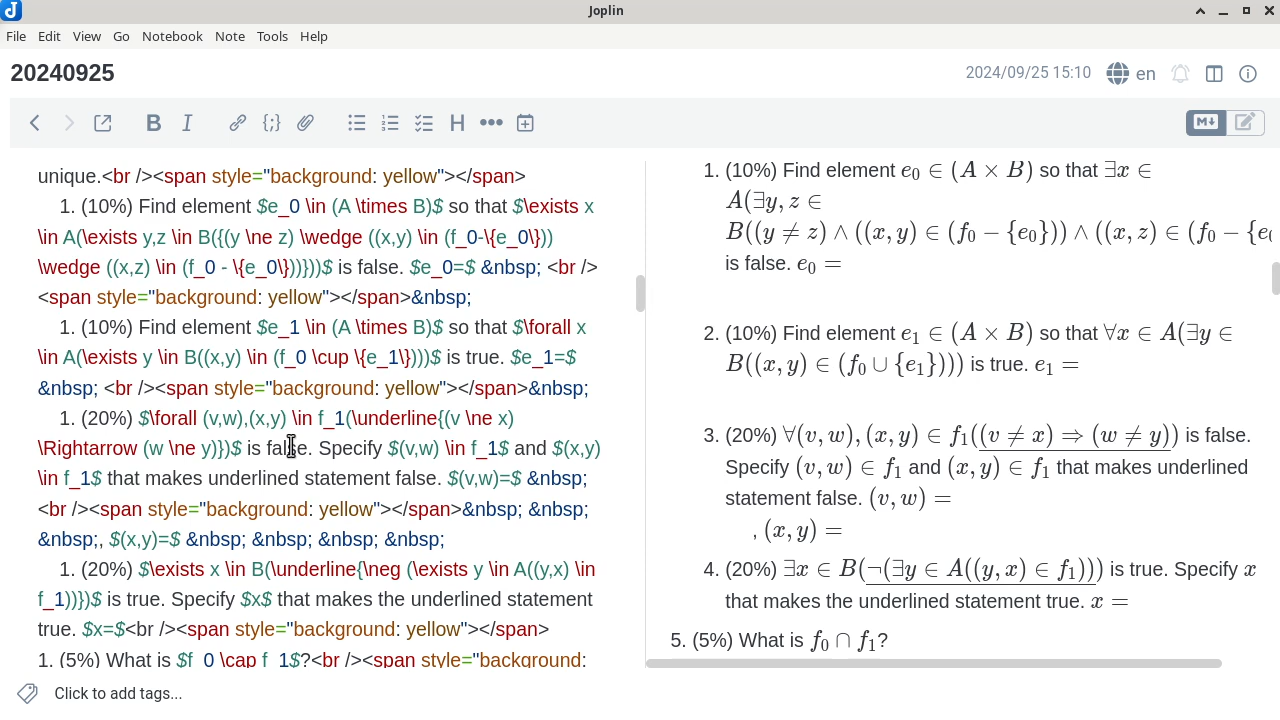 Joplin
File Edit View Go Notebook Note Tools Help
20240925
2024/09/25 15:10
en
B I H M↓
unique.<br /><span style="background: yellow"></span>
1. (10%) Find element $e_0 \in (A \times B)$ so that $\exists x
\in A(\exists y,z \in B({(y \ne z) \wedge ((x,y) \in (f_0-\{e_0\}))
\wedge ((x,z) \in (f_0 - \{e_0\}))}))$ is false. $e_0=$ &nbsp; <br />
<span style="background: yellow"></span>&nbsp;
1. (10%) Find element $e_1 \in (A \times B)$ so that $\forall x
\in A(\exists y \in B((x,y) \in (f_0 \cup \{e_1\})))$ is true. $e_1=$
&nbsp; <br /><span style="background: yellow"></span>&nbsp;
1. (20%) $\forall (v,w),(x,y) \in f_1(\underline{(v \ne x)
\Rightarrow (w \ne y)})$ is false. Specify $(v,w) \in f_1$ and $(x,y)
\in f_1$ that makes underlined statement false. $(v,w)=$ &nbsp;
<br /><span style="background: yellow"></span>&nbsp; &nbsp;
&nbsp;, $(x,y)=$ &nbsp; &nbsp; &nbsp; &nbsp;
1. (20%) $\exists x \in B(\underline{\neg (\exists y \in A((y,x) \in
f_1))})$ is true. Specify $x$ that makes the underlined statement
true. $x=$<br /><span style="background: yellow"></span>
1. (5%) What is $f_0 \cap f_1$?<br /><span style="background:
1. (10%) Find element e₀ ∈ (A × B) so that ∃x ∈
A(∃y, z ∈
B((y ≠ z) ∧ ((x, y) ∈ (f₀ − {e₀})) ∧ ((x, z) ∈ (f₀ − {e₀
is false. e₀ =
2. (10%) Find element e₁ ∈ (A × B) so that ∀x ∈ A(∃y ∈
B((x, y) ∈ (f₀ ∪ {e₁}))) is true. e₁ =
3. (20%) ∀(v, w), (x, y) ∈ f₁((v ≠ x) ⇒ (w ≠ y)) is false.
Specify (v, w) ∈ f₁ and (x, y) ∈ f₁ that makes underlined
statement false. (v, w) =
, (x, y) =
4. (20%) ∃x ∈ B(¬(∃y ∈ A((y, x) ∈ f₁))) is true. Specify x
that makes the underlined statement true. x =
5. (5%) What is f₀ ∩ f₁?
Click to add tags...